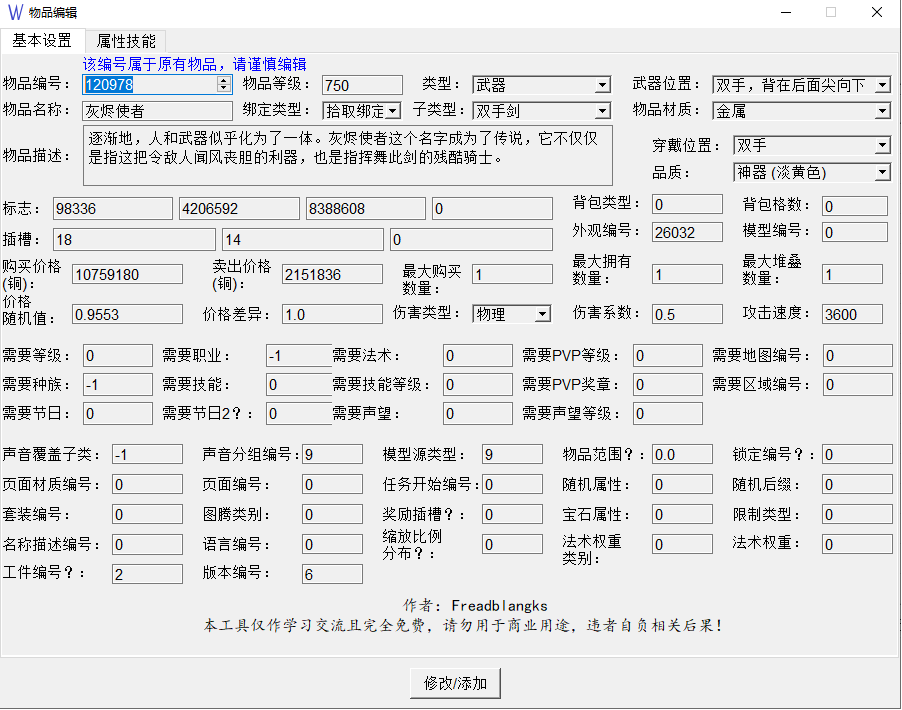 W 物品编辑
基本设置 属性技能
该编号属于原有物品，请谨慎编辑
物品编号： 120978 物品等级： 750 类型： 武器 武器位置： 双手，背在后面尖向下
物品名称： 灰烬使者 绑定类型： 拾取绑定 子类型： 双手剑 物品材质： 金属
物品描述： 逐渐地，人和武器似乎化为了一体。灰烬使者这个名字成为了传说，它不仅仅
是指这把令敌人闻风丧胆的利器，也是指挥舞此剑的残酷骑士。
穿戴位置： 双手
品质： 神器 (淡黄色)
标志： 98336 4206592 8388608 0 背包类型： 0 背包格数： 0
插槽： 18 14 0 外观编号： 26032 模型编号： 0
购买价格
(铜)： 10759180 卖出价格
(铜)： 2151836 最大购买
数量： 1 最大拥有
数量： 1 最大堆叠
数量： 1
价格
随机值： 0.9553 价格差异： 1.0 伤害类型： 物理 伤害系数： 0.5 攻击速度： 3600
需要等级： 0 需要职业： -1 需要法术： 0 需要PVP等级： 0 需要地图编号： 0
需要种族： -1 需要技能： 0 需要技能等级： 0 需要PVP奖章： 0 需要区域编号： 0
需要节日： 0 需要节日2？： 0 需要声望： 0 需要声望等级： 0
声音覆盖子类： -1 声音分组编号： 9 模型源类型： 9 物品范围？： 0.0 锁定编号？： 0
页面材质编号： 0 页面编号： 0 任务开始编号： 0 随机属性： 0 随机后缀： 0
套装编号： 0 图腾类别： 0 奖励插槽？： 0 宝石属性： 0 限制类型： 0
名称描述编号： 0 语言编号： 0 缩放比例
分布？： 0 法术权重
类别： 0 法术权重： 0
工件编号？： 2 版本编号： 6
作者：Freadblangks
本工具仅作学习交流且完全免费，请勿用于商业用途，违者自负相关后果！
修改/添加